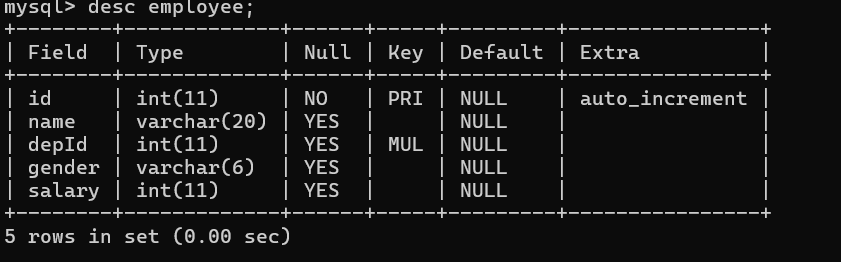 mysql> desc employee;
+--------+-------------+------+-----+---------+----------------+
| Field  | Type        | Null | Key | Default | Extra          |
+--------+-------------+------+-----+---------+----------------+
| id     | int(11)     | NO   | PRI | NULL    | auto_increment |
| name   | varchar(20) | YES  |     | NULL    |                |
| depId  | int(11)     | YES  | MUL | NULL    |                |
| gender | varchar(6)  | YES  |     | NULL    |                |
| salary | int(11)     | YES  |     | NULL    |                |
+--------+-------------+------+-----+---------+----------------+
5 rows in set (0.00 sec)